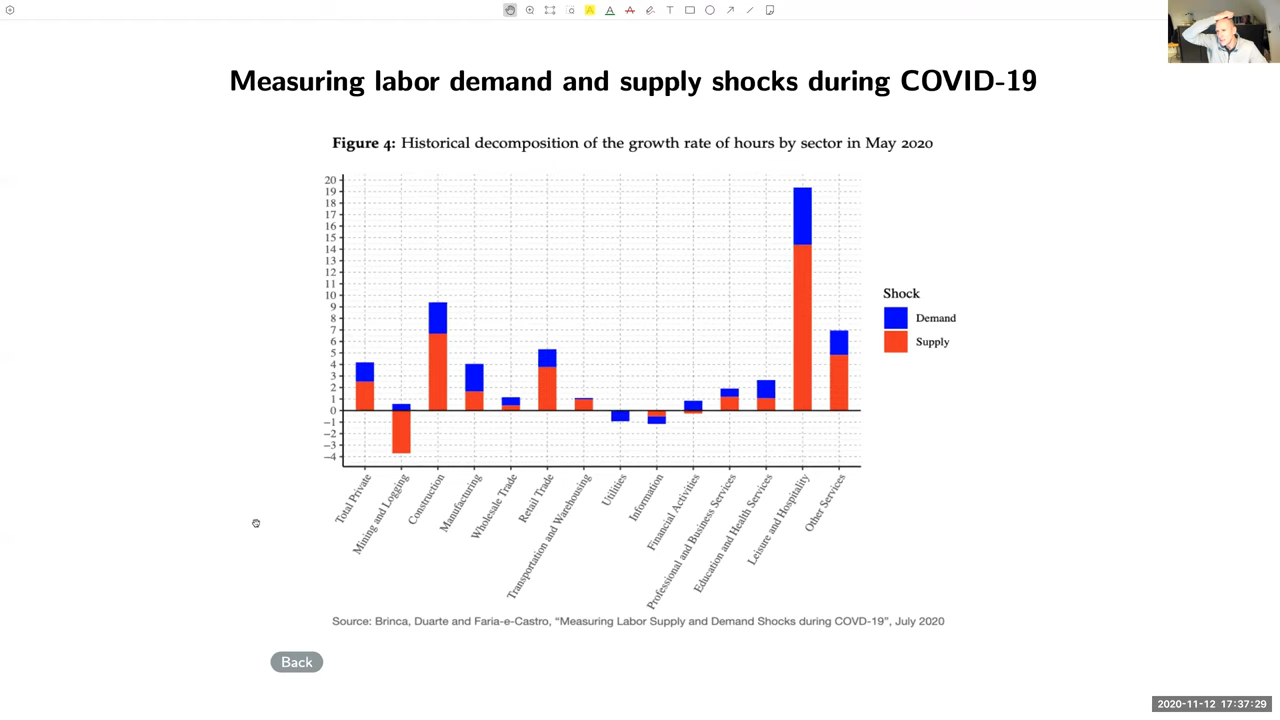 Measuring labor demand and supply shocks during COVID-19
Figure 4: Historical decomposition of the growth rate of hours by sector in May 2020
20
19
18
17
16
15
14
13
12
11
10
9
8
7
6
5
4
3
2
1
0
−1
−2
−3
−4
Total Private
Mining and Logging
Construction
Manufacturing
Wholesale Trade
Retail Trade
Transportation and Warehousing
Utilities
Information
Financial Activities
Professional and Business Services
Education and Health Services
Leisure and Hospitality
Other Services
Shock
Demand
Supply
Source: Brinca, Duarte and Faria-e-Castro, “Measuring Labor Supply and Demand Shocks during COVD-19”, July 2020
Back
2020-11-12 17:37:29